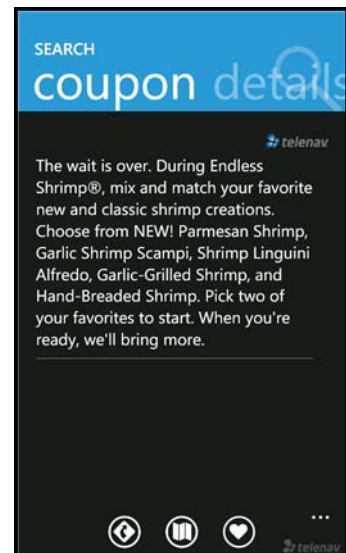 SEARCH
coupon details
telenav
The wait is over. During Endless
Shrimp®, mix and match your favorite
new and classic shrimp creations.
Choose from NEW! Parmesan Shrimp,
Garlic Shrimp Scampi, Shrimp Linguini
Alfredo, Garlic-Grilled Shrimp, and
Hand-Breaded Shrimp. Pick two of
your favorites to start. When you're
ready, we'll bring more.
...
telenav